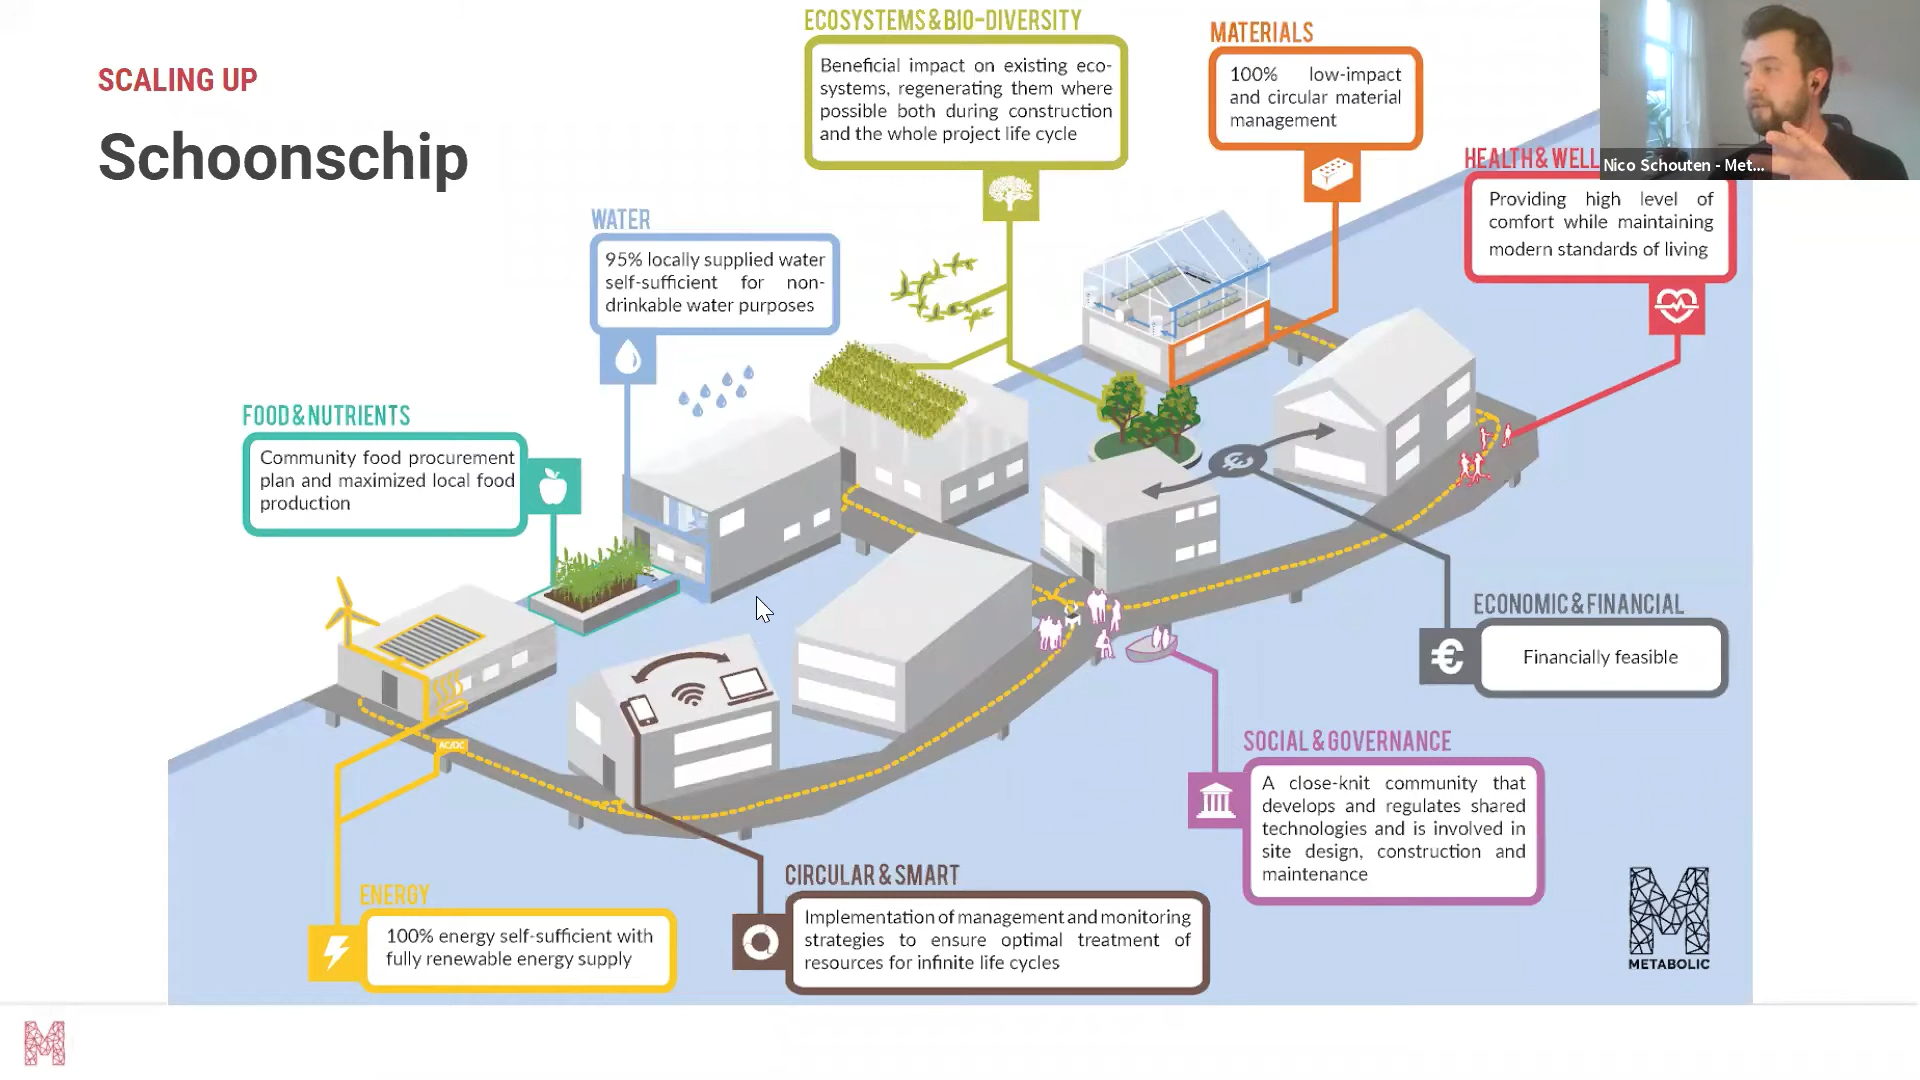 SCALING UP
Schoonschip
ECOSYSTEMS & BIO-DIVERSITY
Beneficial impact on existing eco-
systems, regenerating them where
possible both during construction
and the whole project life cycle
MATERIALS
100% low-impact
and circular material
management
HEALTH & WELL
Nico Schouten - Met...
Providing high level of
comfort while maintaining
modern standards of living
WATER
95% locally supplied water
self-sufficient for non-
drinkable water purposes
FOOD & NUTRIENTS
Community food procurement
plan and maximized local food
production
AC/DC
ECONOMIC & FINANCIAL
Financially feasible
SOCIAL & GOVERNANCE
A close-knit community that
develops and regulates shared
technologies and is involved in
site design, construction and
maintenance
ENERGY
100% energy self-sufficient with
fully renewable energy supply
CIRCULAR & SMART
Implementation of management and monitoring
strategies to ensure optimal treatment of
resources for infinite life cycles
METABOLIC